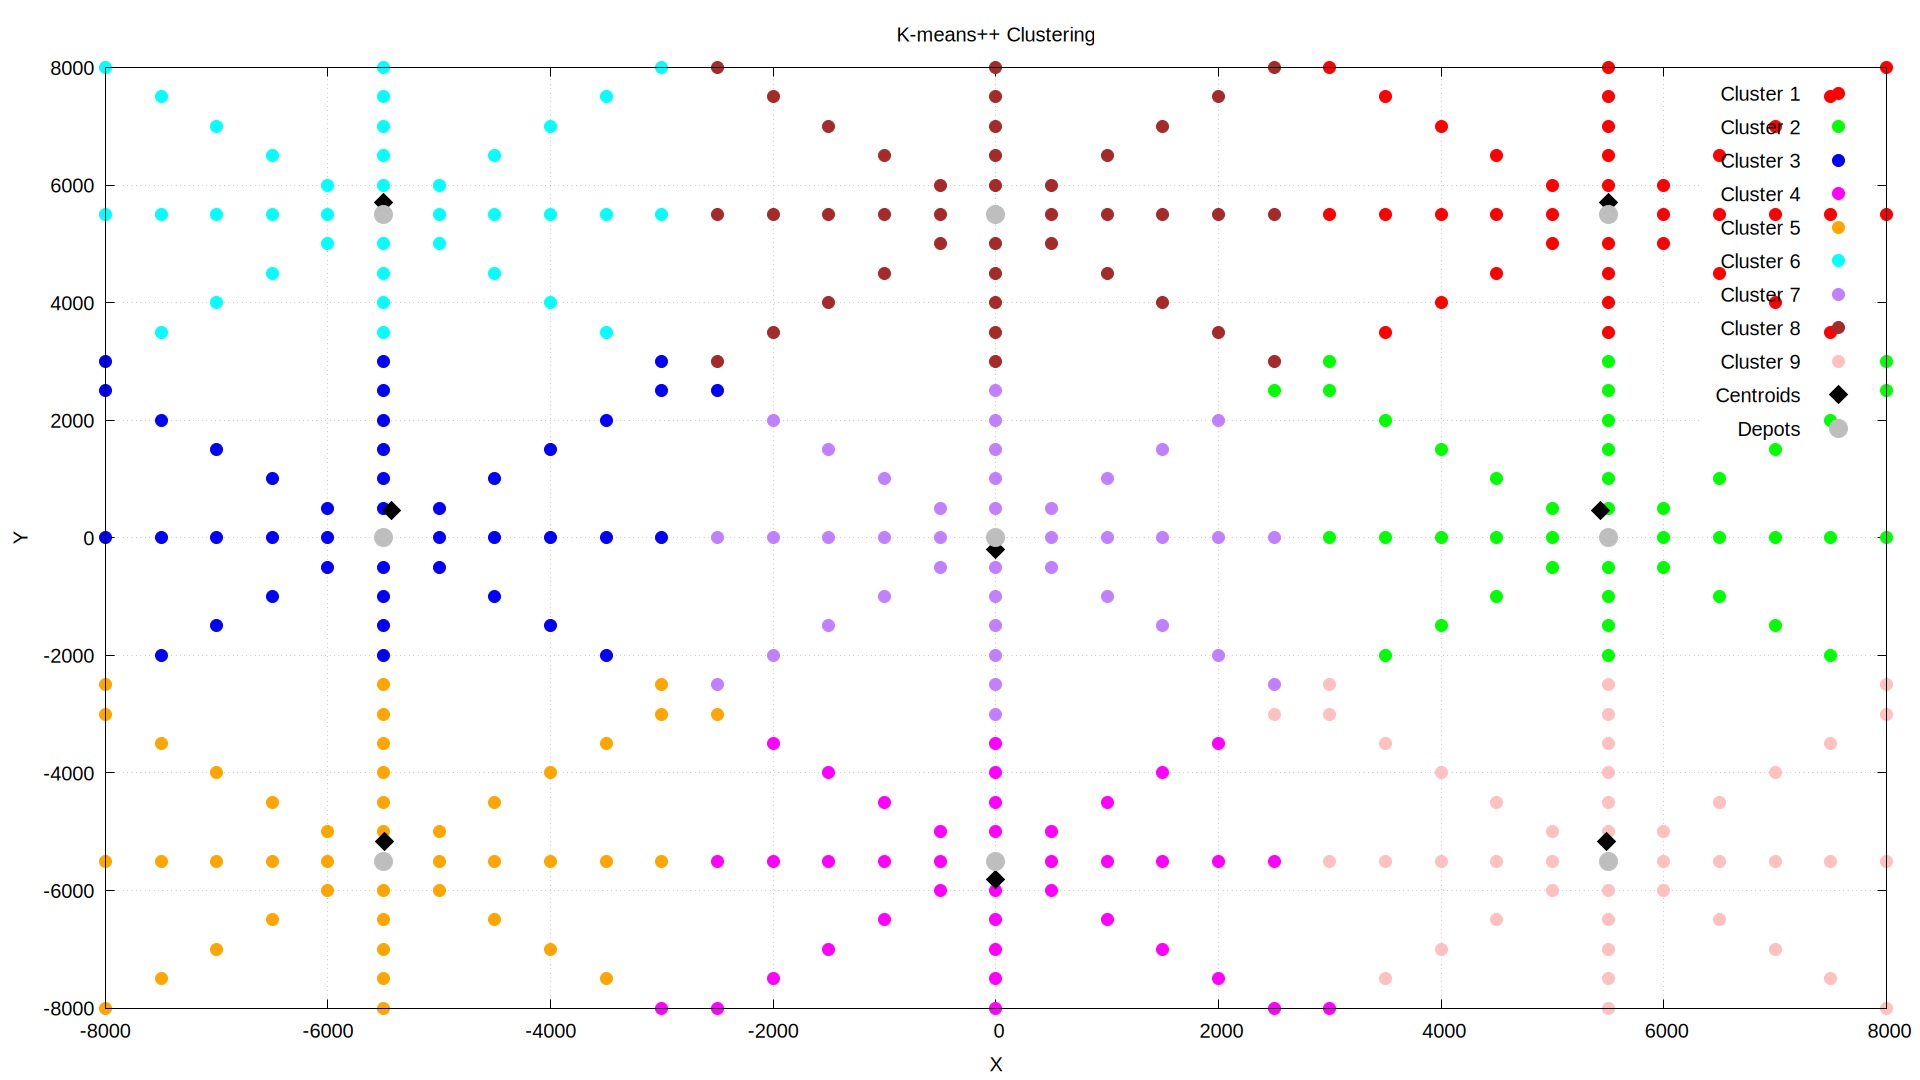 K-means++ Clustering
8000
6000
4000
2000
0
-2000
-4000
-6000
-8000
Y
Cluster 1
Cluster 2
Cluster 3
Cluster 4
Cluster 5
Cluster 6
Cluster 7
Cluster 8
Cluster 9
Centroids
Depots
-8000 -6000 -4000 -2000 0 2000 4000 6000 8000
X